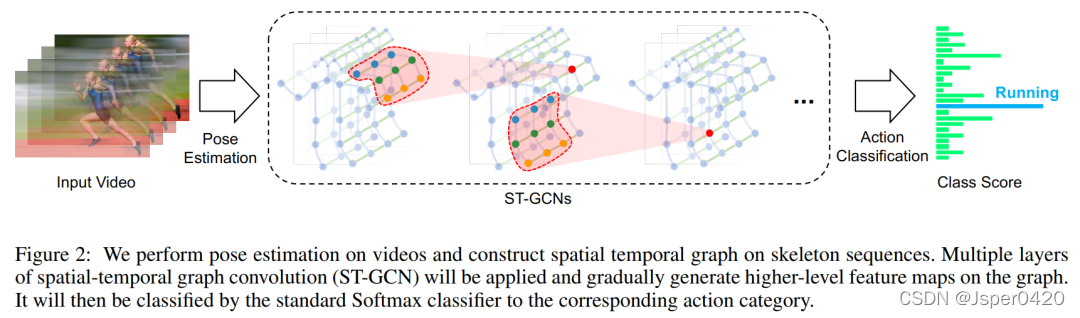 Running
...
Pose
Estimation
Action
Classification
Input Video
ST-GCNs
Class Score
Figure 2: We perform pose estimation on videos and construct spatial temporal graph on skeleton sequences. Multiple layers
of spatial-temporal graph convolution (ST-GCN) will be applied and gradually generate higher-level feature maps on the graph.
It will then be classified by the standard Softmax classifier to the corresponding action category.
CSDN @Jsper0420